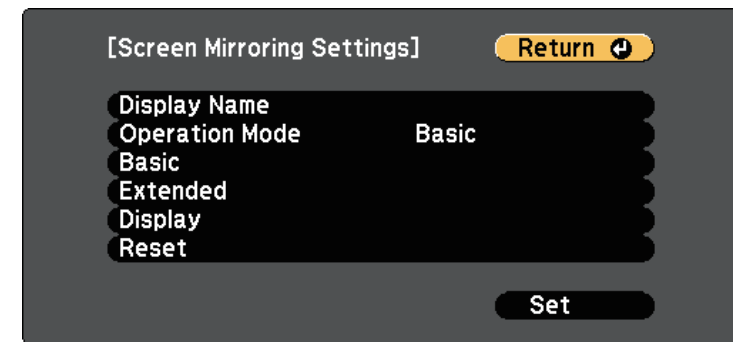 [Screen Mirroring Settings] Return
Display Name
Operation Mode Basic
Basic
Extended
Display
Reset
Set